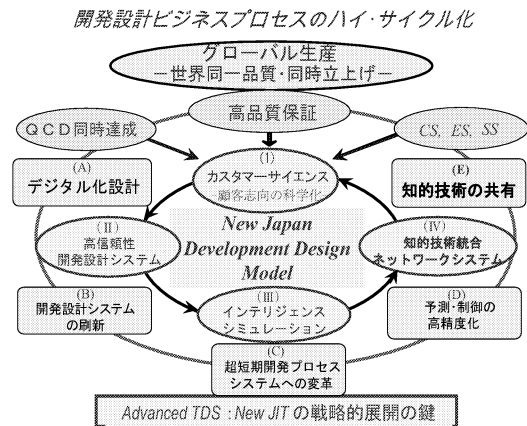 開発設計ビジネスプロセスのハイ・サイクル化
グローバル生産
－世界同一品質・同時立上げ－
高品質保証
QCD同時達成
CS, ES, SS
(A)
デジタル化設計
(I)
カスタマーサイエンス
-顧客志向の科学化-
(E)
知的技術の共有
(II)
高信頼性
開発設計システム
New Japan
Development Design
Model
(IV)
知的技術統合
ネットワークシステム
(B)
開発設計システム
の刷新
(III)
インテリジェンス
シミュレーション
(D)
予測・制御の
高精度化
(C)
超短期開発プロセス
システムへの変革
Advanced TDS : New JIT の戦略的展開の鍵